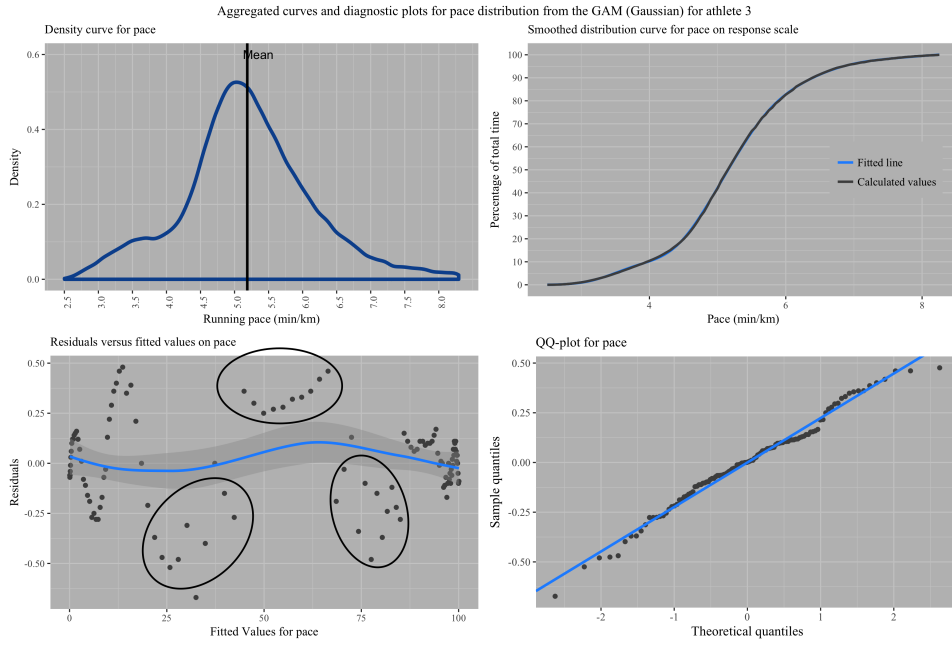 Aggregated curves and diagnostic plots for pace distribution from the GAM (Gaussian) for athlete 3
Density curve for pace
Mean
0.6
0.4
0.2
0.0
Density
2.5 3.0 3.5 4.0 4.5 5.0 5.5 6.0 6.5 7.0 7.5 8.0
Running pace (min/km)
Smoothed distribution curve for pace on response scale
100
90
80
70
60
50
40
30
20
10
0
Percentage of total time
Fitted line
Calculated values
4 6 8
Pace (min/km)
Residuals versus fitted values on pace
0.50
0.25
0.00
-0.25
-0.50
Residuals
0 25 50 75 100
Fitted Values for pace
QQ-plot for pace
0.50
0.25
0.00
-0.25
-0.50
Sample quantiles
-2 -1 0 1 2
Theoretical quantiles